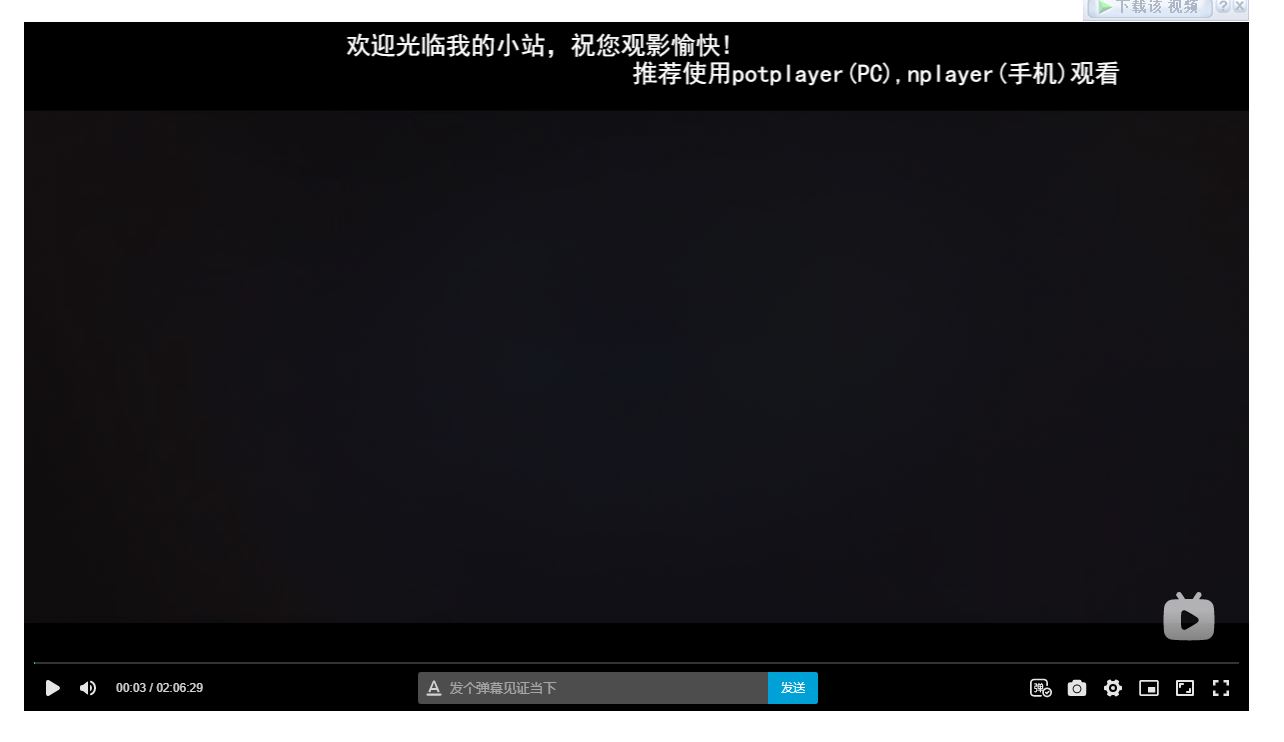 下载该 视频
欢迎光临我的小站，祝您观影愉快！
推荐使用potplayer(PC),nplayer(手机)观看
00:03 / 02:06:29
A 发个弹幕见证当下
发送
弹